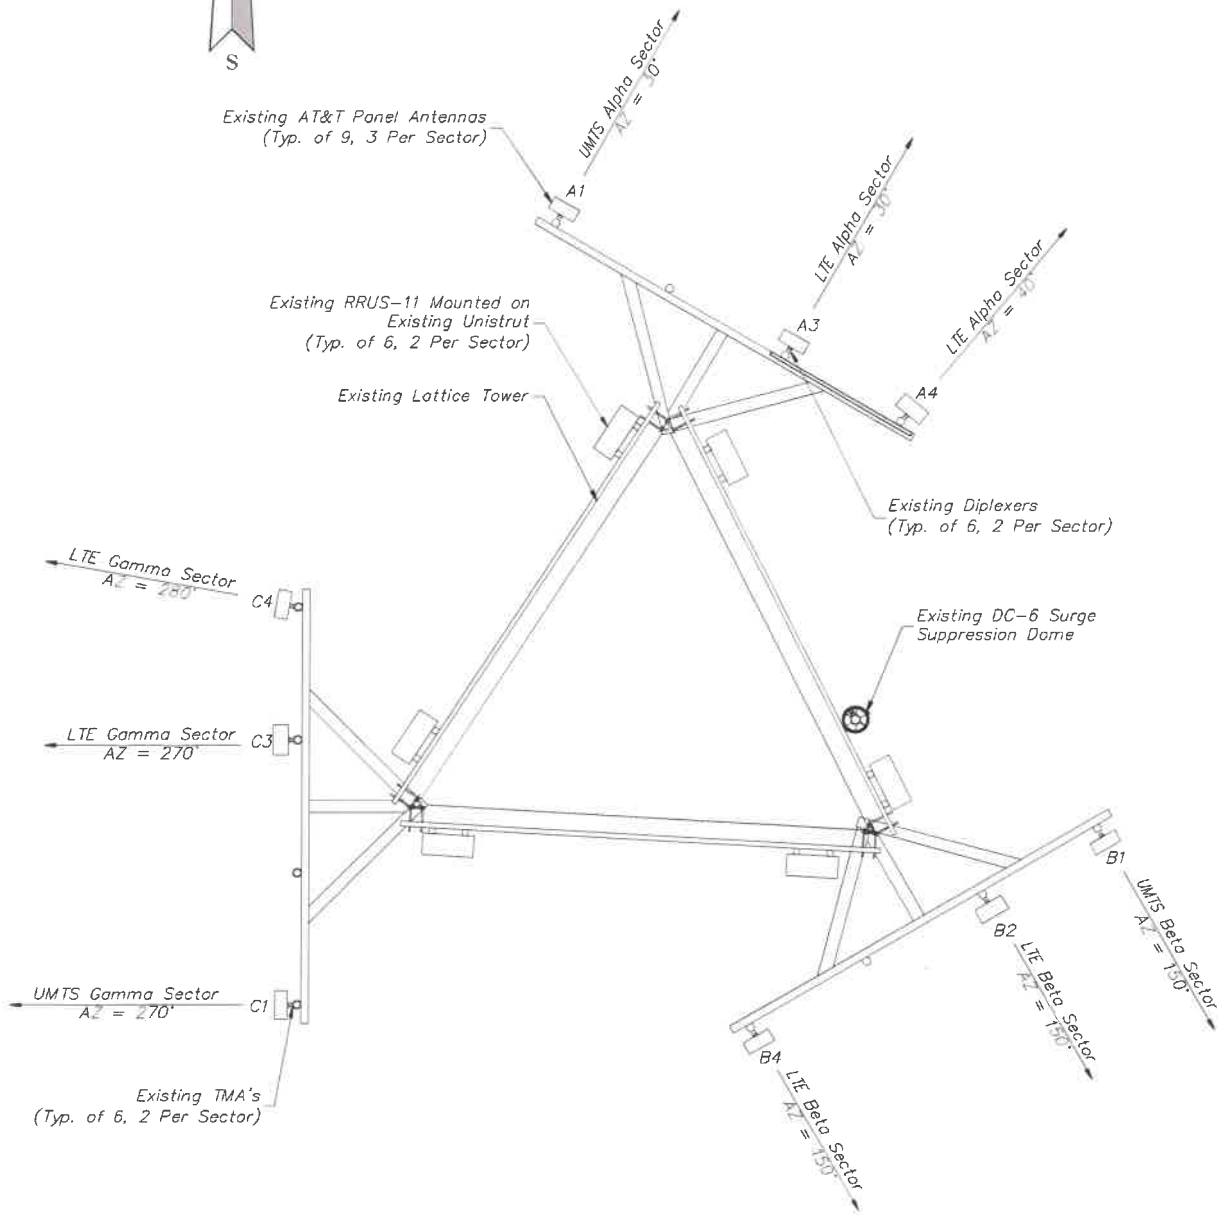 S
Existing AT&T Panel Antennas
(Typ. of 9, 3 Per Sector)
UMTS Alpha Sector
AZ = 30°
A1
LTE Alpha Sector
AZ = 30°
A3
LTE Alpha Sector
AZ = 40°
A4
Existing RRUS-11 Mounted on
Existing Unistrut
(Typ. of 6, 2 Per Sector)
Existing Lattice Tower
Existing Diplexers
(Typ. of 6, 2 Per Sector)
LTE Gamma Sector
AZ = 280°
C4
Existing DC-6 Surge
Suppression Dome
LTE Gamma Sector
AZ = 270°
C3
B1
UMTS Beta Sector
AZ = 150°
B2
LTE Beta Sector
AZ = 150°
UMTS Gamma Sector
AZ = 270°
C1
B4
LTE Beta Sector
AZ = 150°
Existing TMA's
(Typ. of 6, 2 Per Sector)